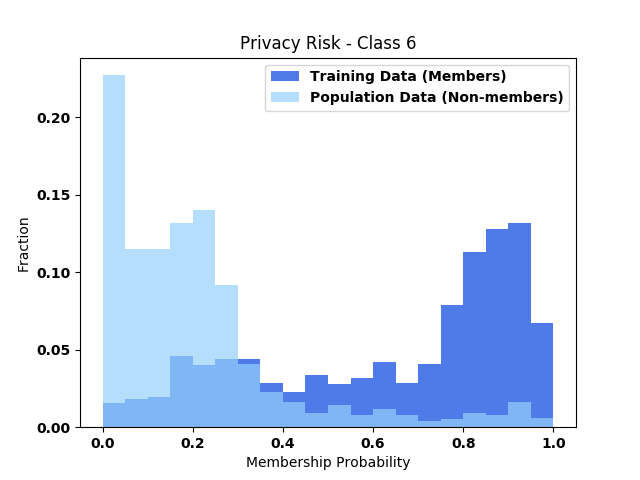 Privacy Risk - Class 6
Training Data (Members)
Population Data (Non-members)
0.20
0.15
0.10
0.05
0.00
Fraction
0.0 0.2 0.4 0.6 0.8 1.0
Membership Probability